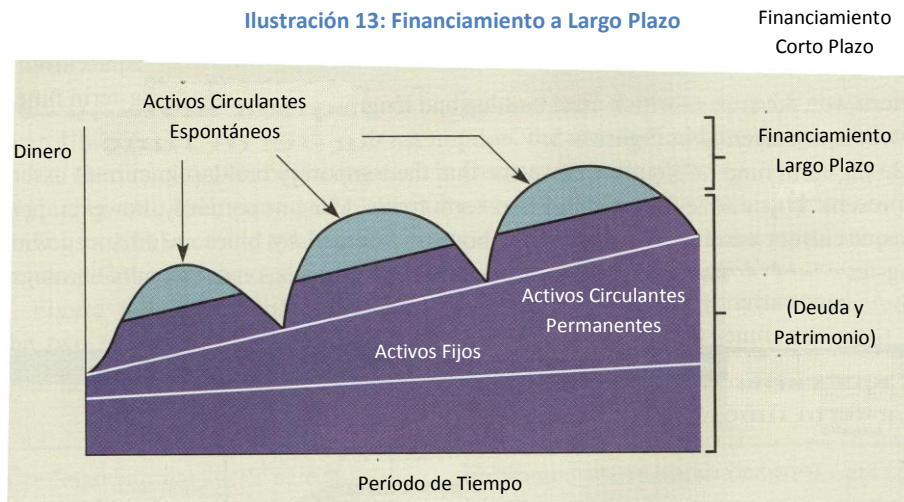 Ilustración 13: Financiamiento a Largo Plazo
Financiamiento
Corto Plazo
Activos Circulantes
Espontáneos
Dinero
Financiamiento
Largo Plazo
Activos Circulantes
Permanentes
(Deuda y
Patrimonio)
Activos Fijos
Período de Tiempo